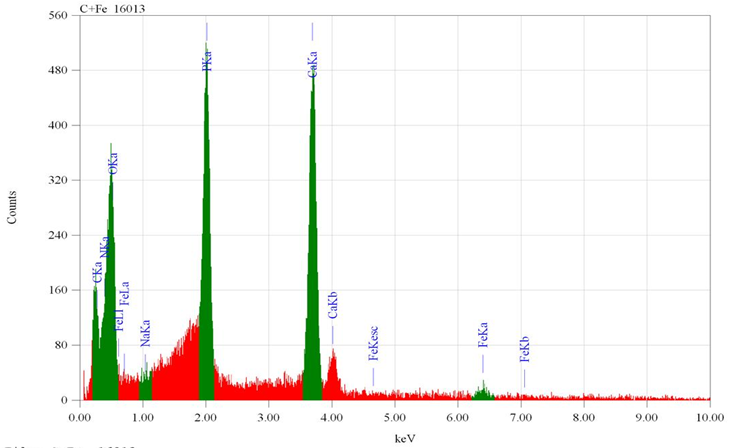 C+Fe 16013
560
480
400
320
240
160
80
0
Counts
CKa
NKa
OKa
FeLl
FeLa
NaKa
PKa
CaKa
CaKb
FeKesc
FeKa
FeKb
0.00 1.00 2.00 3.00 4.00 5.00 6.00 7.00 8.00 9.00 10.00
keV